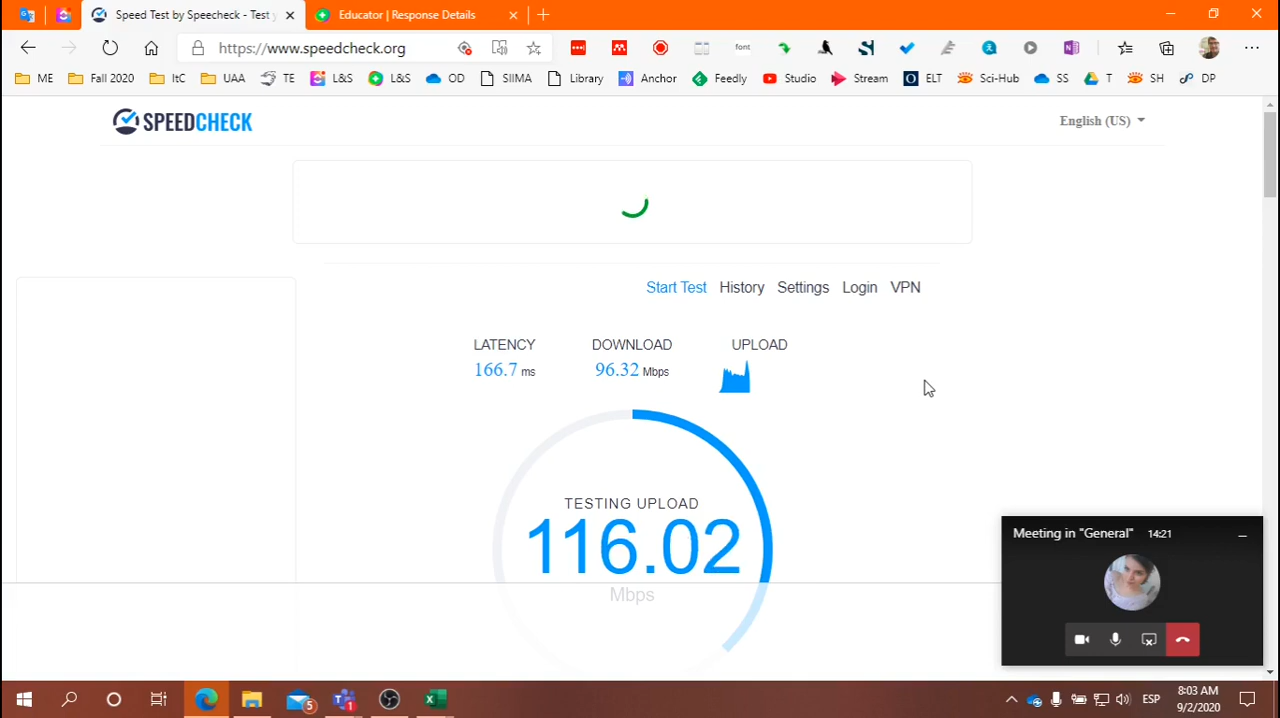 Speed Test by Speecheck - Test y
Educator | Response Details
https://www.speedcheck.org
font
ME
Fall 2020
ItC
UAA
TE
L&S
L&S
OD
SIIMA
Library
Anchor
Feedly
Studio
Stream
ELT
Sci-Hub
SS
T
SH
DP
SPEEDCHECK
English (US)
Start Test
History
Settings
Login
VPN
LATENCY
DOWNLOAD
UPLOAD
166.7 ms
96.32 Mbps
TESTING UPLOAD
116.02
Mbps
Meeting in "General"
14:21
5
1
ESP
8:03 AM
9/2/2020